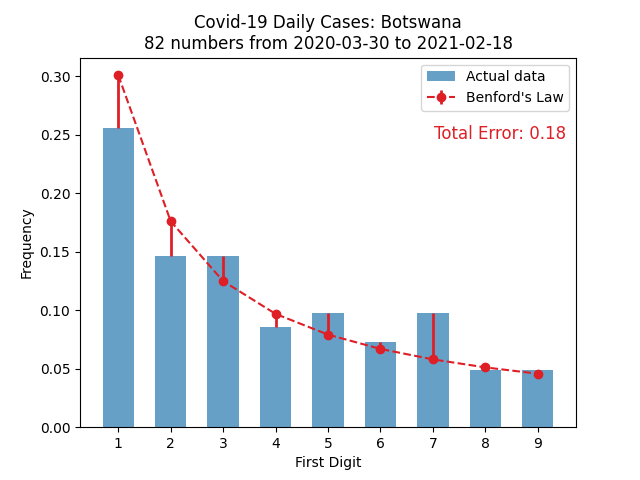 Covid-19 Daily Cases: Botswana
82 numbers from 2020-03-30 to 2021-02-18
Actual data
Benford's Law
Total Error: 0.18
Frequency
0.30
0.25
0.20
0.15
0.10
0.05
0.00
1 2 3 4 5 6 7 8 9
First Digit